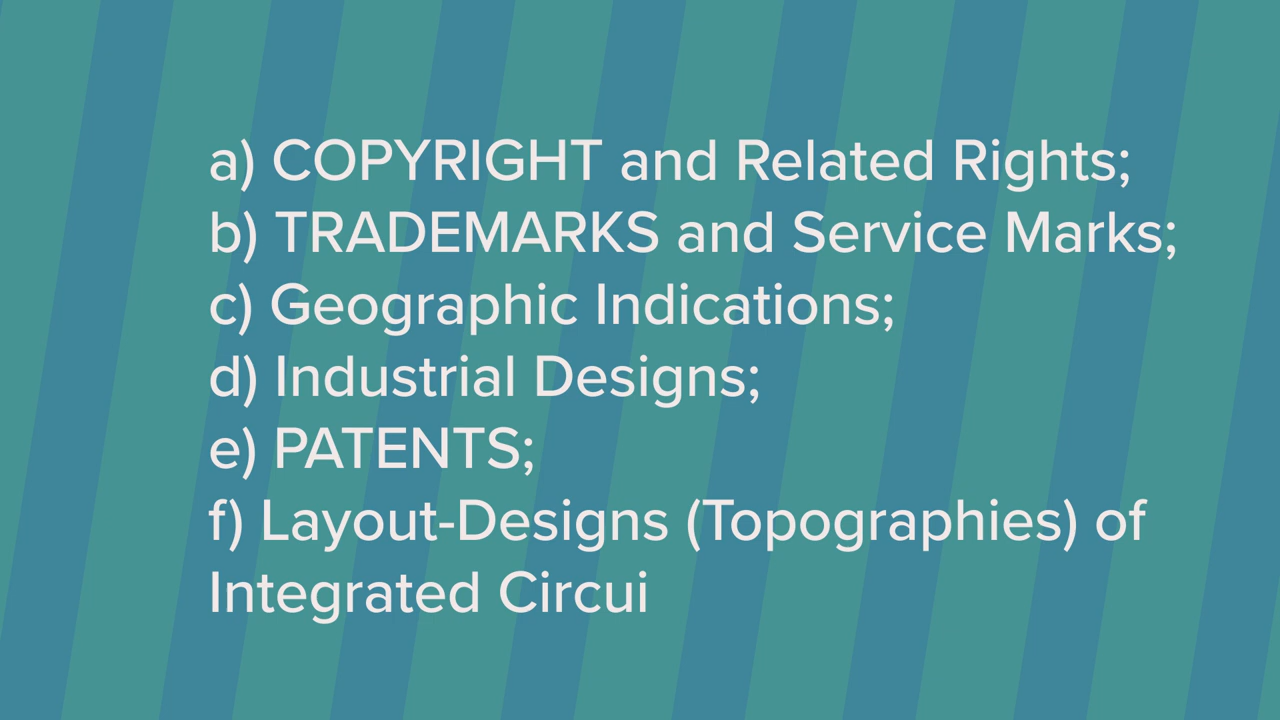 a) COPYRIGHT and Related Rights;
b) TRADEMARKS and Service Marks;
c) Geographic Indications;
d) Industrial Designs;
e) PATENTS;
f) Layout-Designs (Topographies) of
Integrated Circui